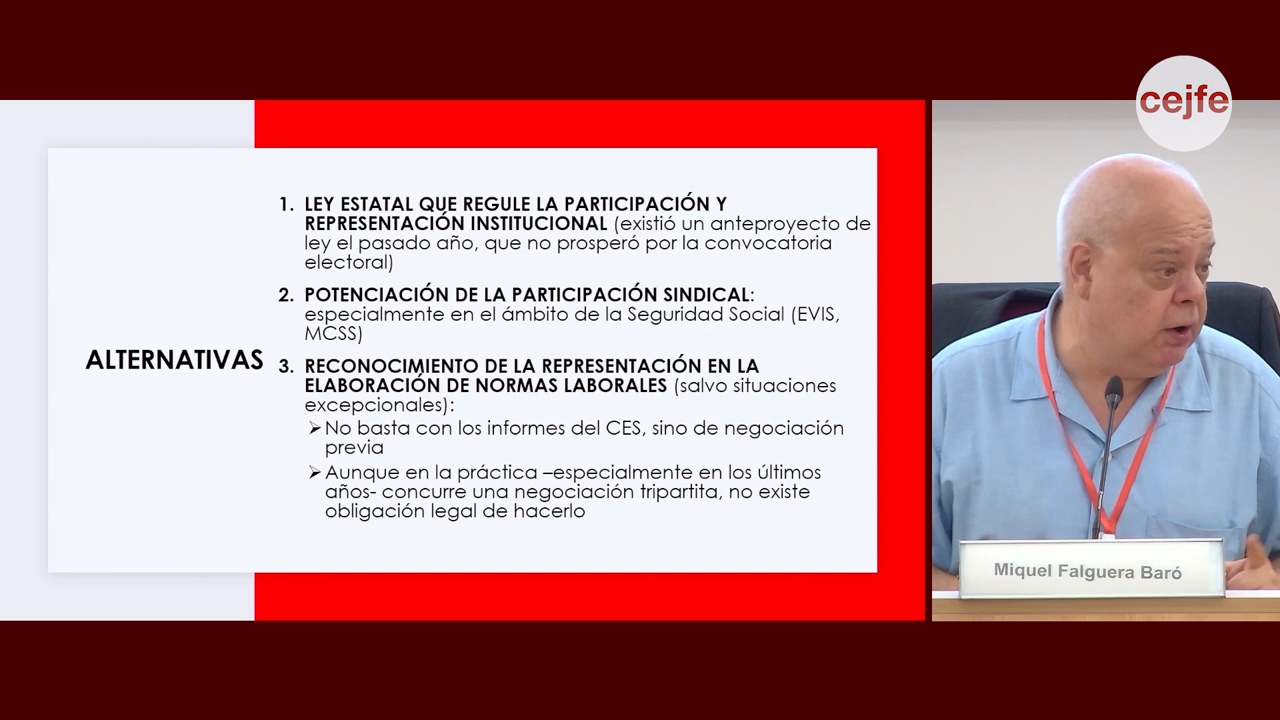 cejfe
1. LEY ESTATAL QUE REGULE LA PARTICIPACIÓN Y
REPRESENTACIÓN INSTITUCIONAL (existió un anteproyecto de
ley el pasado año, que no prosperó por la convocatoria
electoral)
2. POTENCIACIÓN DE LA PARTICIPACIÓN SINDICAL:
especialmente en el ámbito de la Seguridad Social (EVIS,
MCSS)
ALTERNATIVAS
3. RECONOCIMIENTO DE LA REPRESENTACIÓN EN LA
ELABORACIÓN DE NORMAS LABORALES (salvo situaciones
excepcionales):
➢No basta con los informes del CES, sino de negociación
previa
➢Aunque en la práctica –especialmente en los últimos
años- concurre una negociación tripartita, no existe
obligación legal de hacerlo
Miquel Falguera Baró